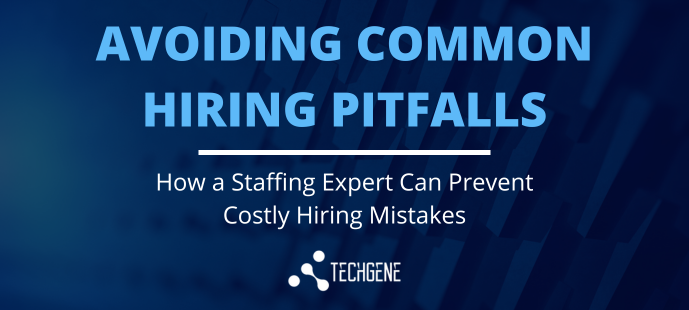 AVOIDING COMMON
HIRING PITFALLS
How a Staffing Expert Can Prevent
Costly Hiring Mistakes
TECHGENE